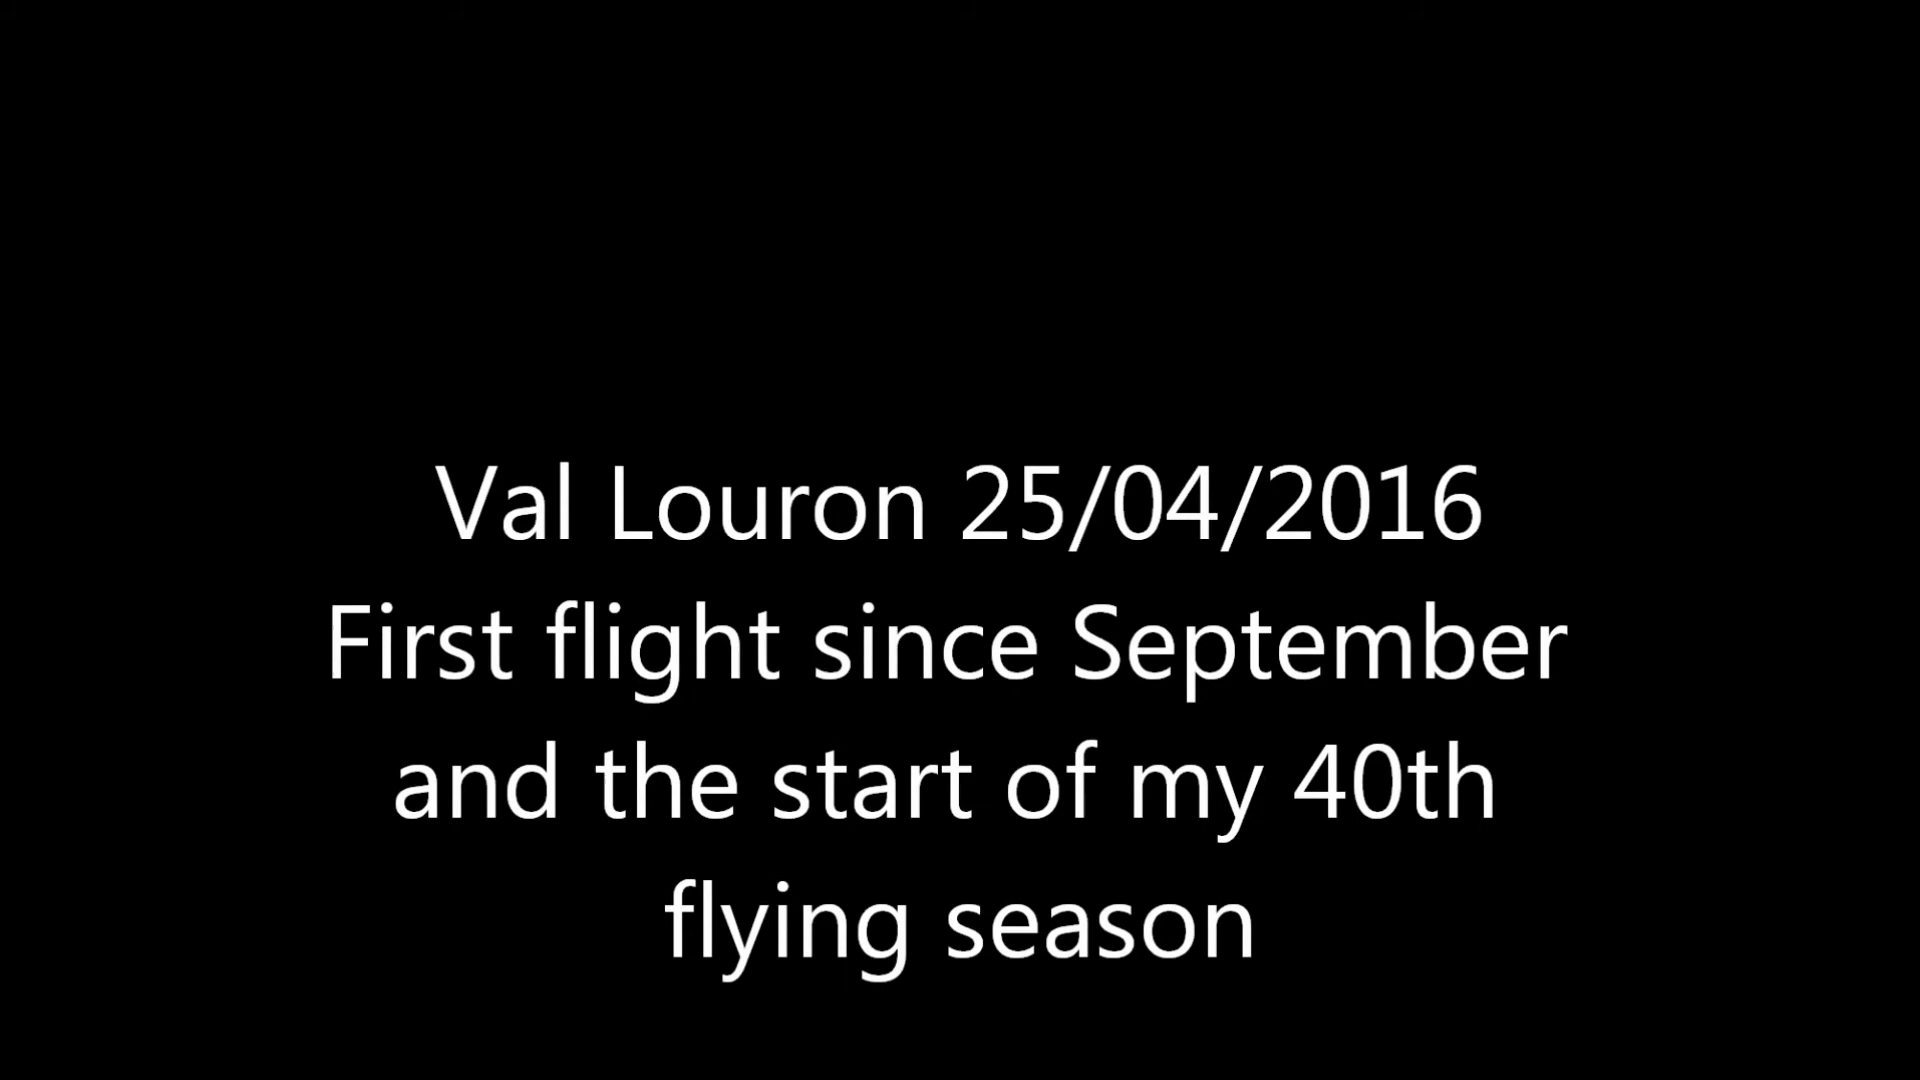 Val Louron 25/04/2016
First flight since September
and the start of my 40th
flying season